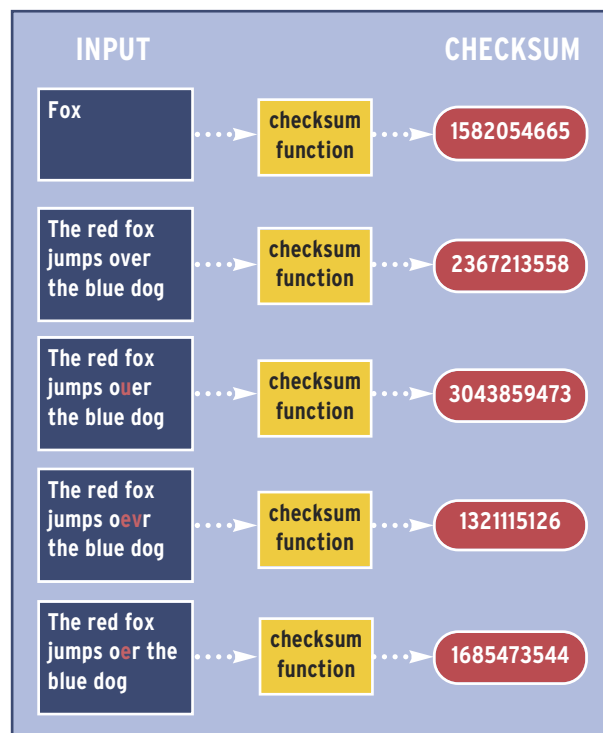 INPUT
CHECKSUM
Fox
checksum
function
1582054665
The red fox
jumps over
the blue dog
checksum
function
2367213558
The red fox
jumps ouer
the blue dog
checksum
function
3043859473
The red fox
jumps oevr
the blue dog
checksum
function
1321115126
The red fox
jumps oer the
blue dog
checksum
function
1685473544